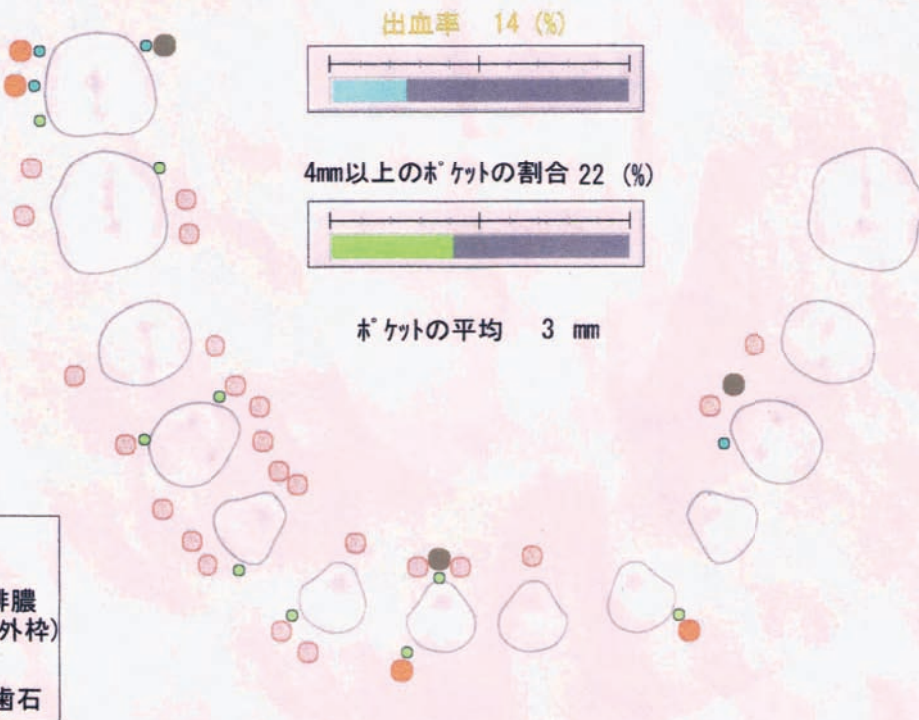 出血率 14 (%)
4mm以上のﾎﾟｹｯﾄの割合 22 (%)
ﾎﾟｹｯﾄの平均 3 mm
排膿
外枠)
歯石